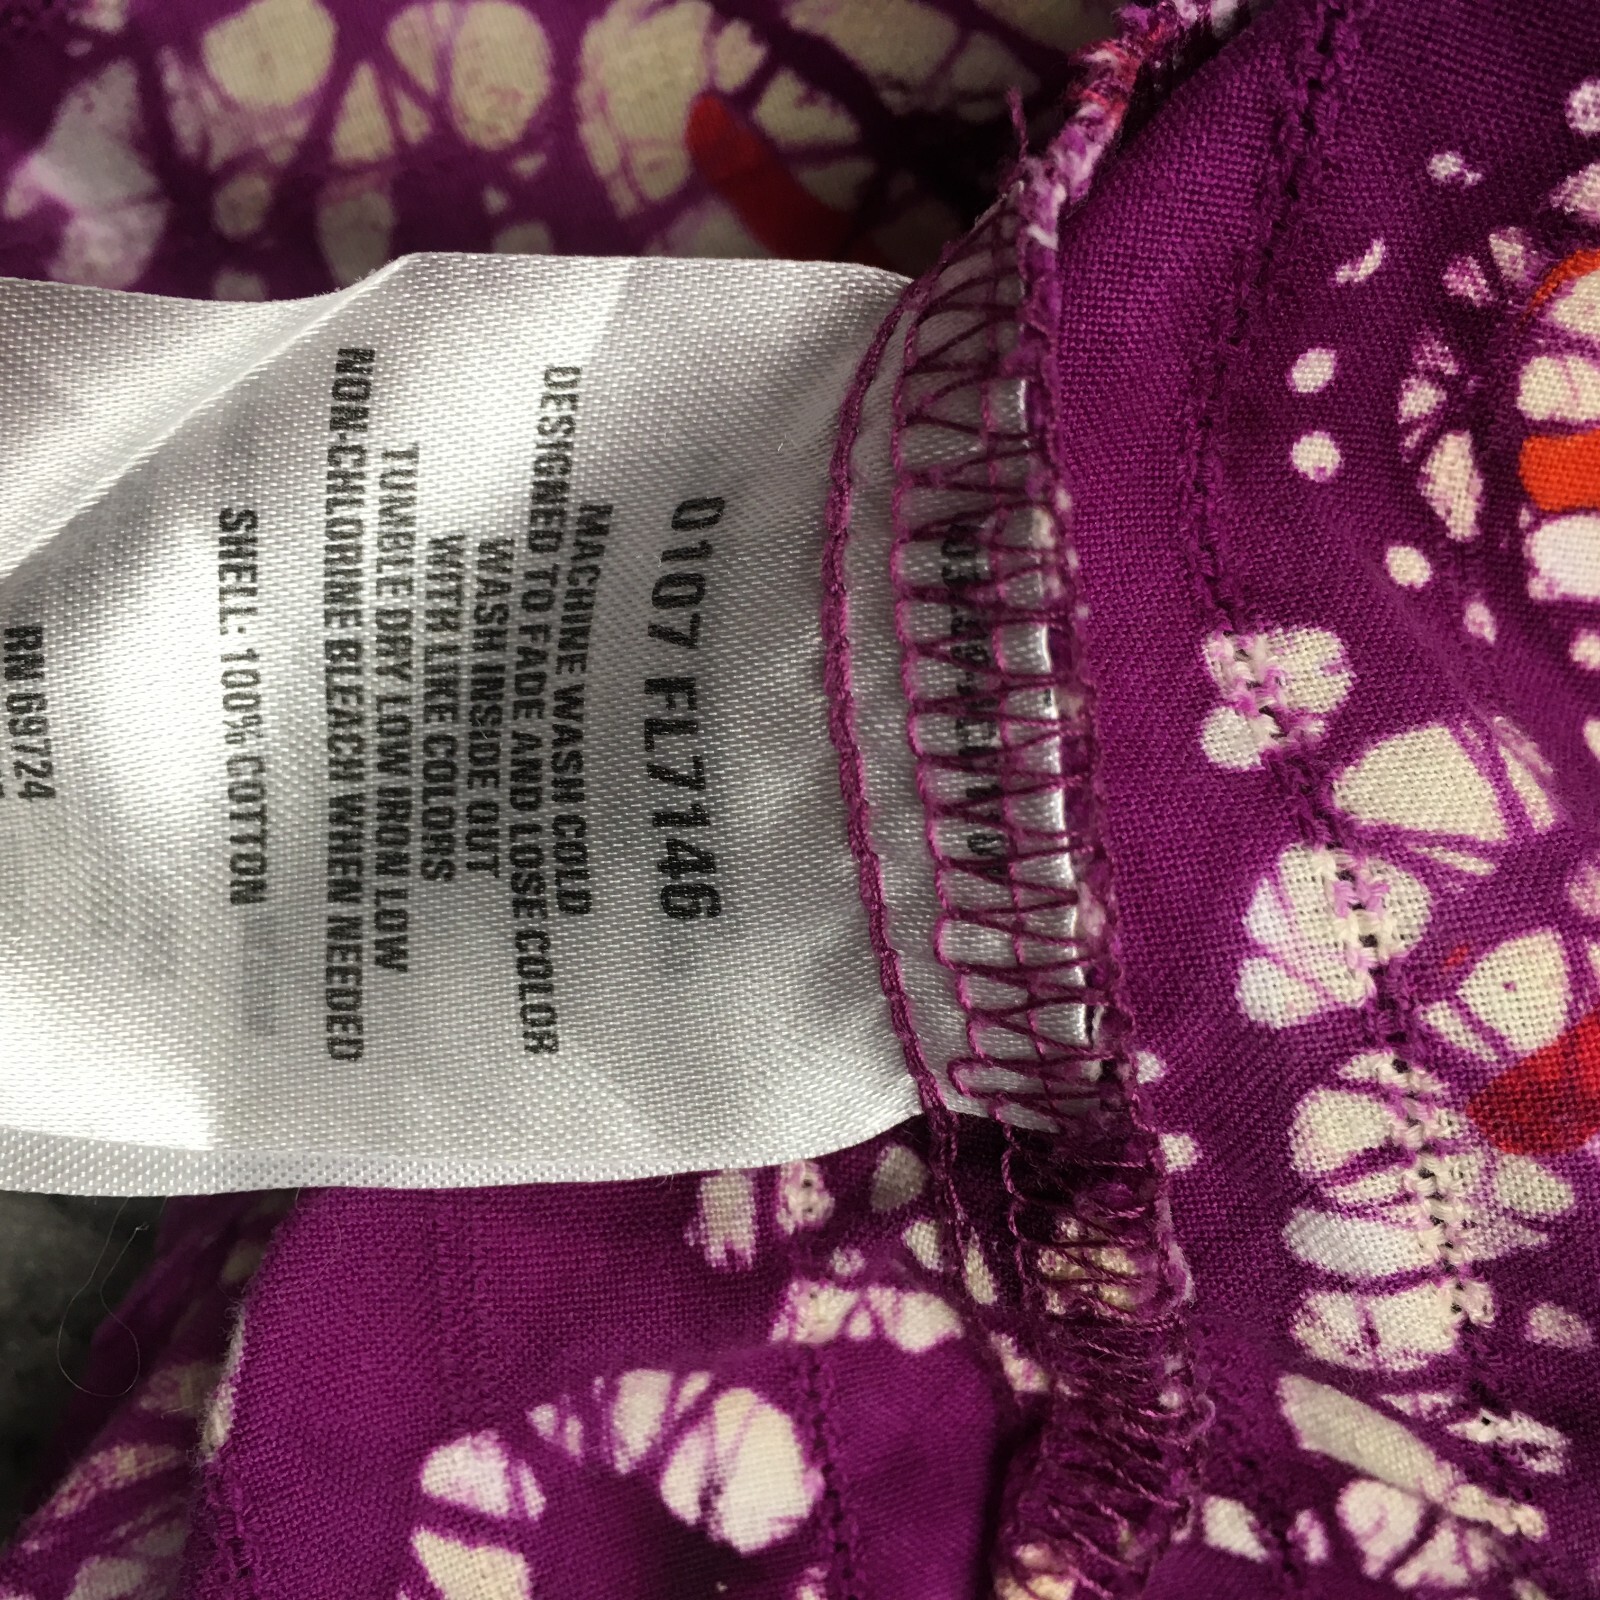 0107 FL7146
MACHINE WASH COLD
DESIGNED TO FADE AND LOSE COLOR
WASH INSIDE OUT
WITH LIKE COLORS
TUMBLE DRY LOW IRON LOW
NON-CHLORINE BLEACH WHEN NEEDED
SHELL: 100% COTTON
RN 69724